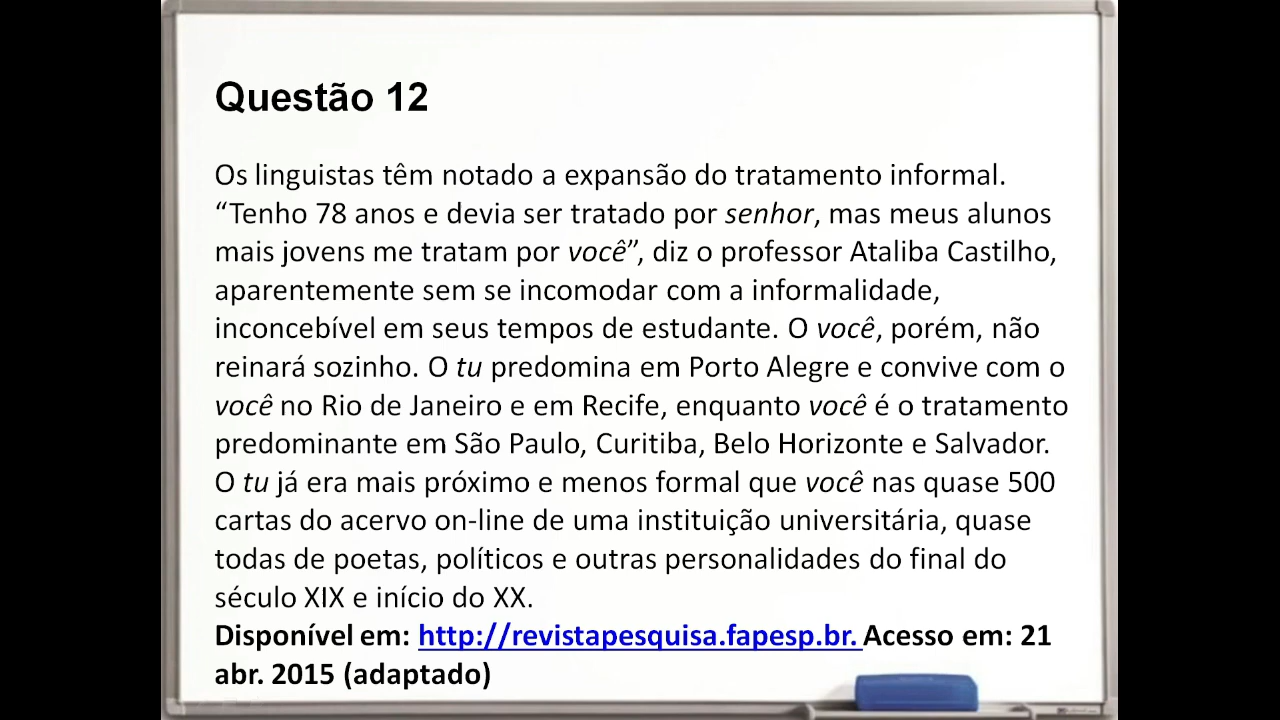 Questão 12
Os linguistas têm notado a expansão do tratamento informal.
“Tenho 78 anos e devia ser tratado por senhor, mas meus alunos
mais jovens me tratam por você”, diz o professor Ataliba Castilho,
aparentemente sem se incomodar com a informalidade,
inconcebível em seus tempos de estudante. O você, porém, não
reinará sozinho. O tu predomina em Porto Alegre e convive com o
você no Rio de Janeiro e em Recife, enquanto você é o tratamento
predominante em São Paulo, Curitiba, Belo Horizonte e Salvador.
O tu já era mais próximo e menos formal que você nas quase 500
cartas do acervo on-line de uma instituição universitária, quase
todas de poetas, políticos e outras personalidades do final do
século XIX e início do XX.
Disponível em: http://revistapesquisa.fapesp.br. Acesso em: 21
abr. 2015 (adaptado)